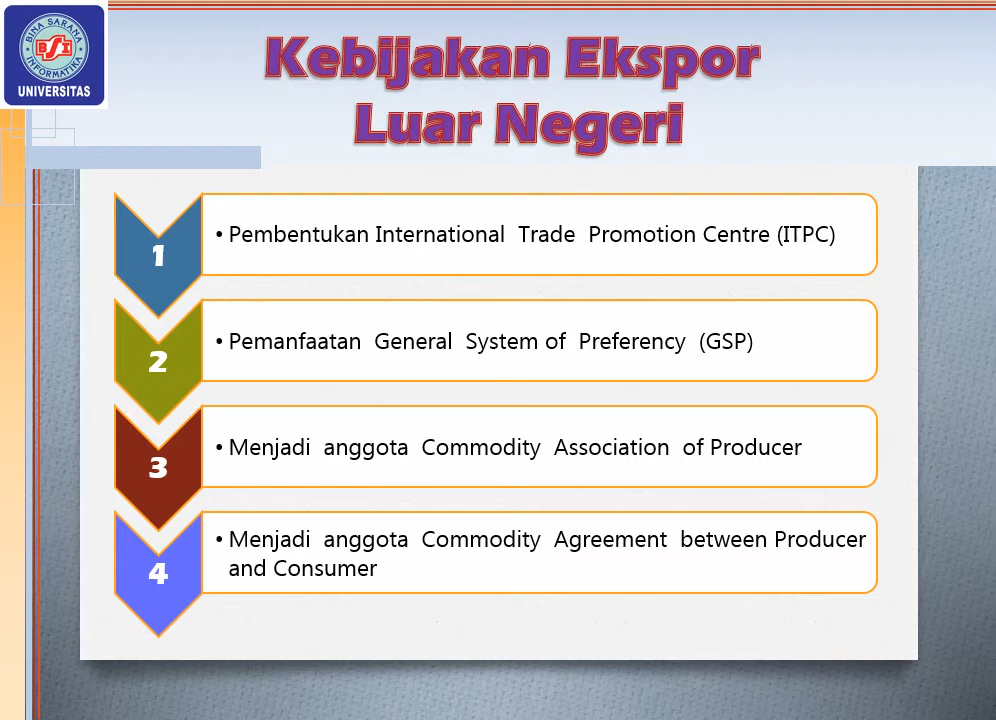 BINA SARANA
BSI
INFORMATIKA
UNIVERSITAS
Kebijakan Ekspor
Luar Negeri
1
• Pembentukan International Trade Promotion Centre (ITPC)
2
• Pemanfaatan General System of Preferency (GSP)
3
• Menjadi anggota Commodity Association of Producer
4
• Menjadi anggota Commodity Agreement between Producer
and Consumer